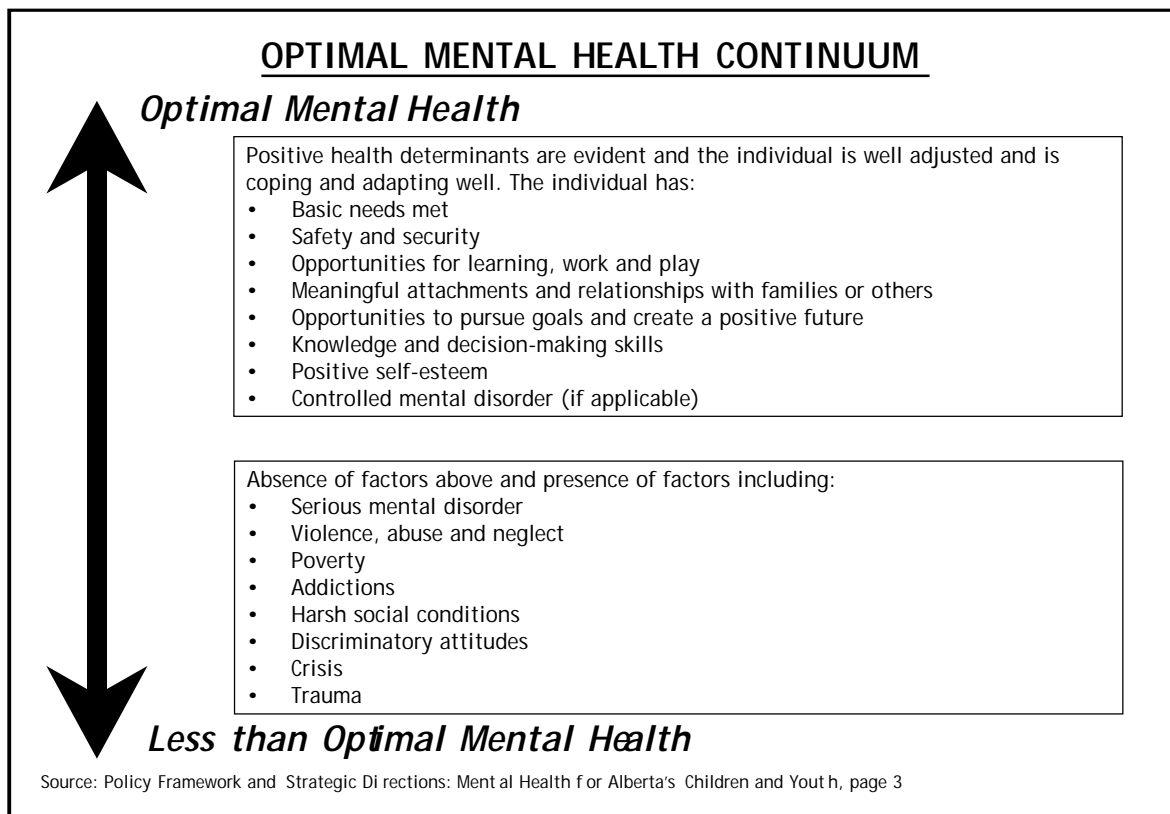 OPTIMAL MENTAL HEALTH CONTINUUM
Optimal Mental Health
Positive health determinants are evident and the individual is well adjusted and is
coping and adapting well. The individual has:
• Basic needs met
• Safety and security
• Opportunities for learning, work and play
• Meaningful attachments and relationships with families or others
• Opportunities to pursue goals and create a positive future
• Knowledge and decision-making skills
• Positive self-esteem
• Controlled mental disorder (if applicable)
Absence of factors above and presence of factors including:
• Serious mental disorder
• Violence, abuse and neglect
• Poverty
• Addictions
• Harsh social conditions
• Discriminatory attitudes
• Crisis
• Trauma
Less than Optimal Mental Health
Source: Policy Framework and Strategic Directions: Mental Health for Alberta's Children and Youth, page 3